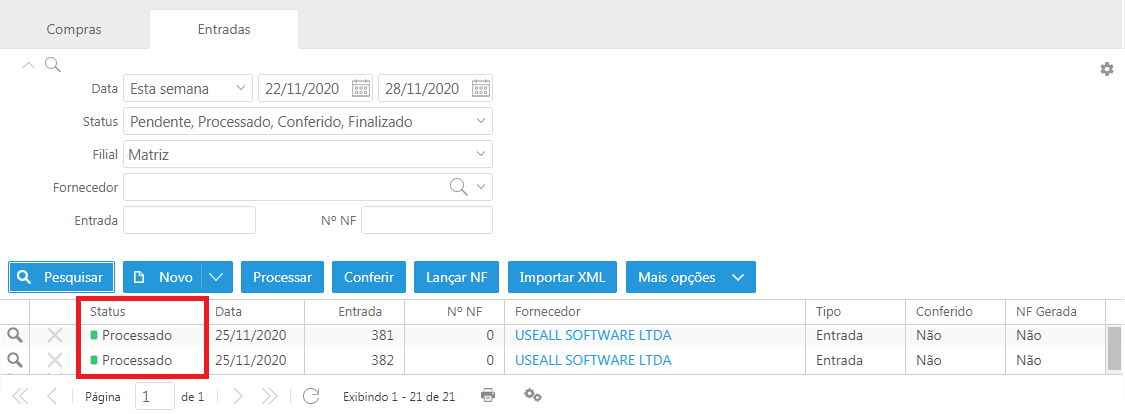 Compras Entradas
Data Esta semana 22/11/2020 28/11/2020
Status Pendente, Processado, Conferido, Finalizado
Filial Matriz
Fornecedor
Entrada Nº NF
Pesquisar Novo Processar Conferir Lançar NF Importar XML Mais opções
Status Data Entrada Nº NF Fornecedor Tipo Conferido NF Gerada
Processado 25/11/2020 381 0 USEALL SOFTWARE LTDA Entrada Não Não
Processado 25/11/2020 382 0 USEALL SOFTWARE LTDA Entrada Não Não
Página 1 de 1 Exibindo 1 - 21 de 21